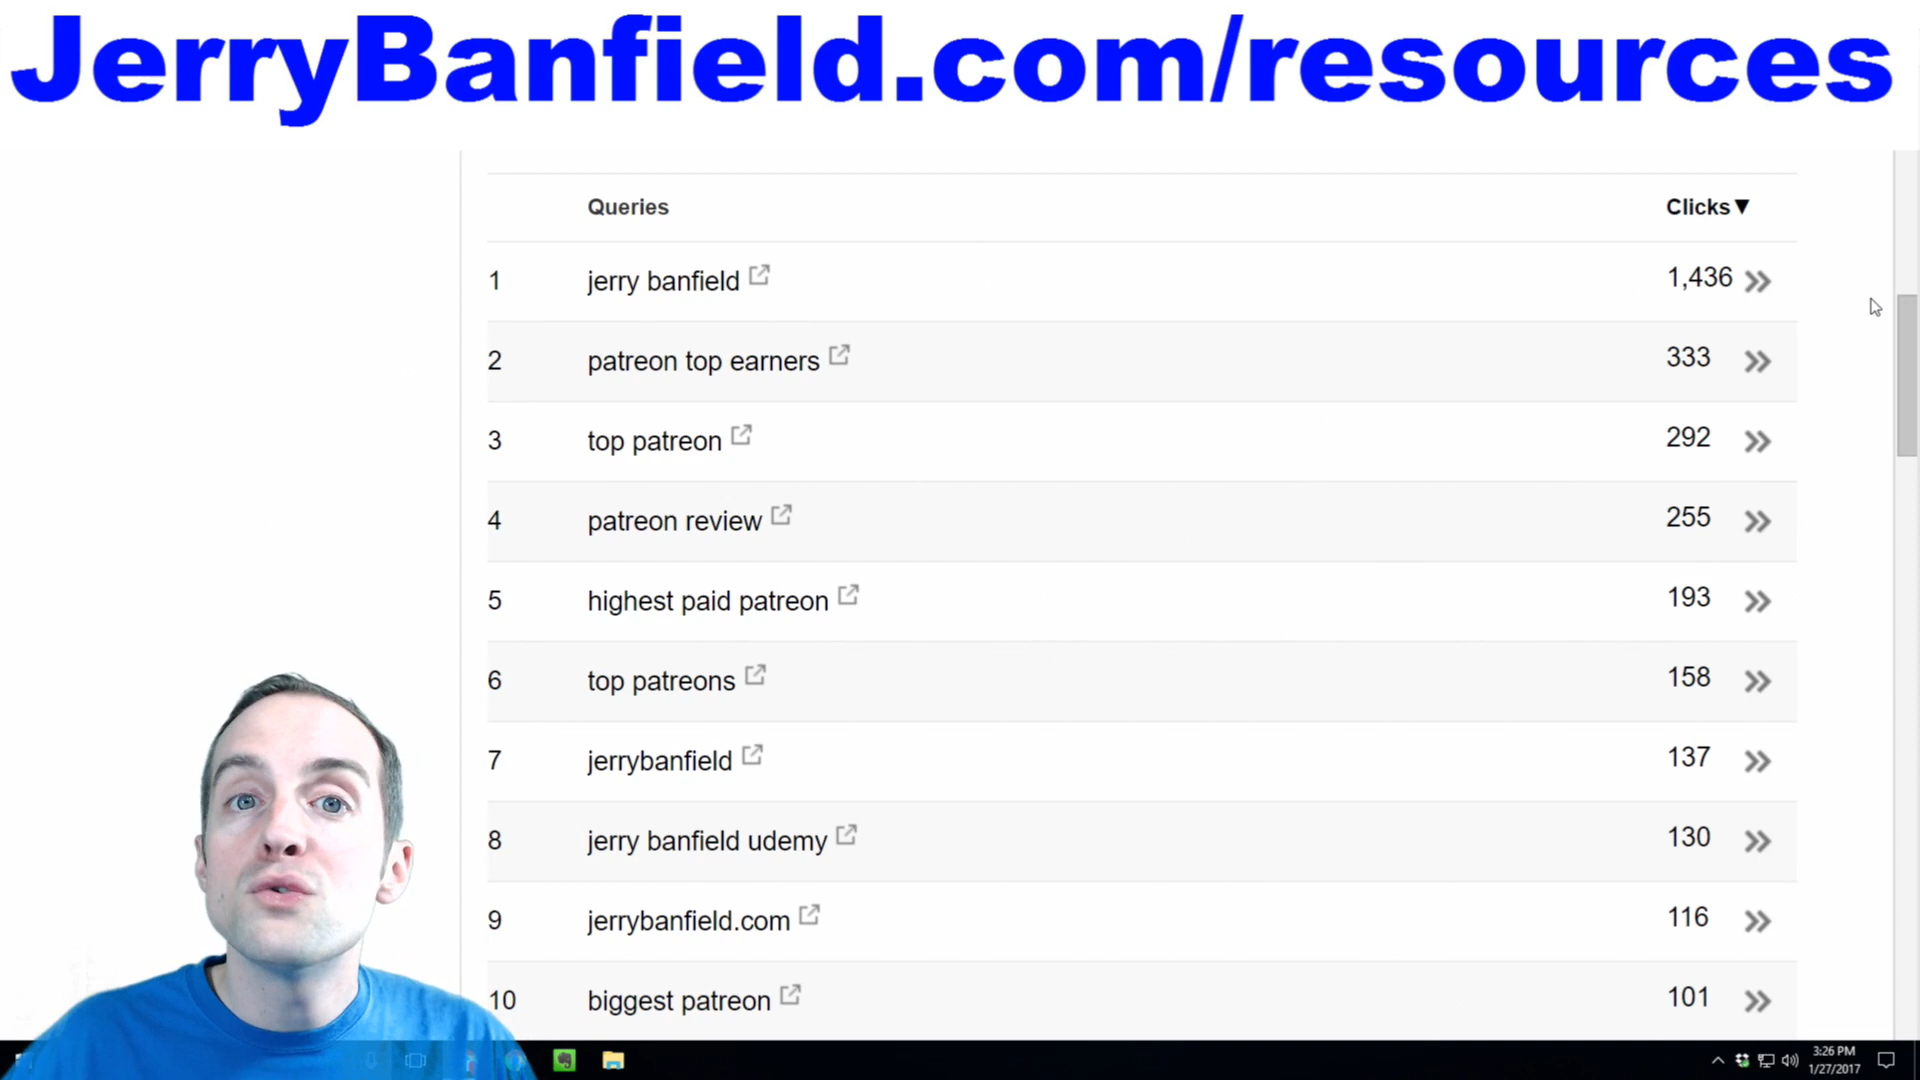 JerryBanfield.com/resources
Queries Clicks▼
1 jerry banfield 1,436
2 patreon top earners 333
3 top patreon 292
4 patreon review 255
5 highest paid patreon 193
6 top patreons 158
7 jerrybanfield 137
8 jerry banfield udemy 130
9 jerrybanfield.com 116
10 biggest patreon 101
3:26 PM
1/27/2017